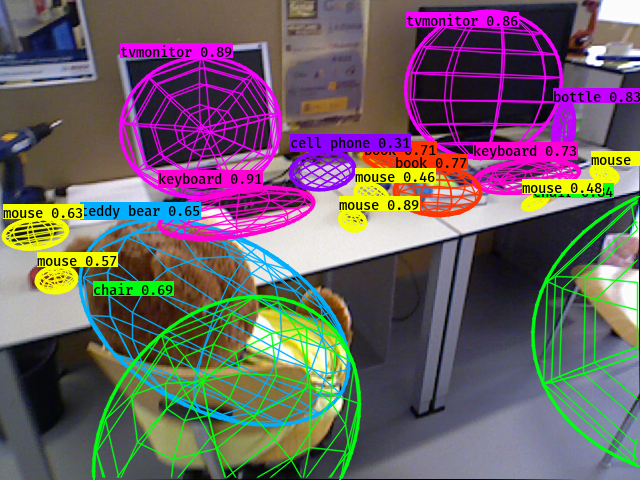 tvmonitor 0.86
tvmonitor 0.89
bottle 0.83
cell phone 0.31
book 0.71
keyboard 0.73
book 0.77
mouse
keyboard 0.91
mouse 0.46
mouse 0.48
teddy bear 0.65
mouse 0.63
mouse 0.89
mouse 0.57
chair 0.69